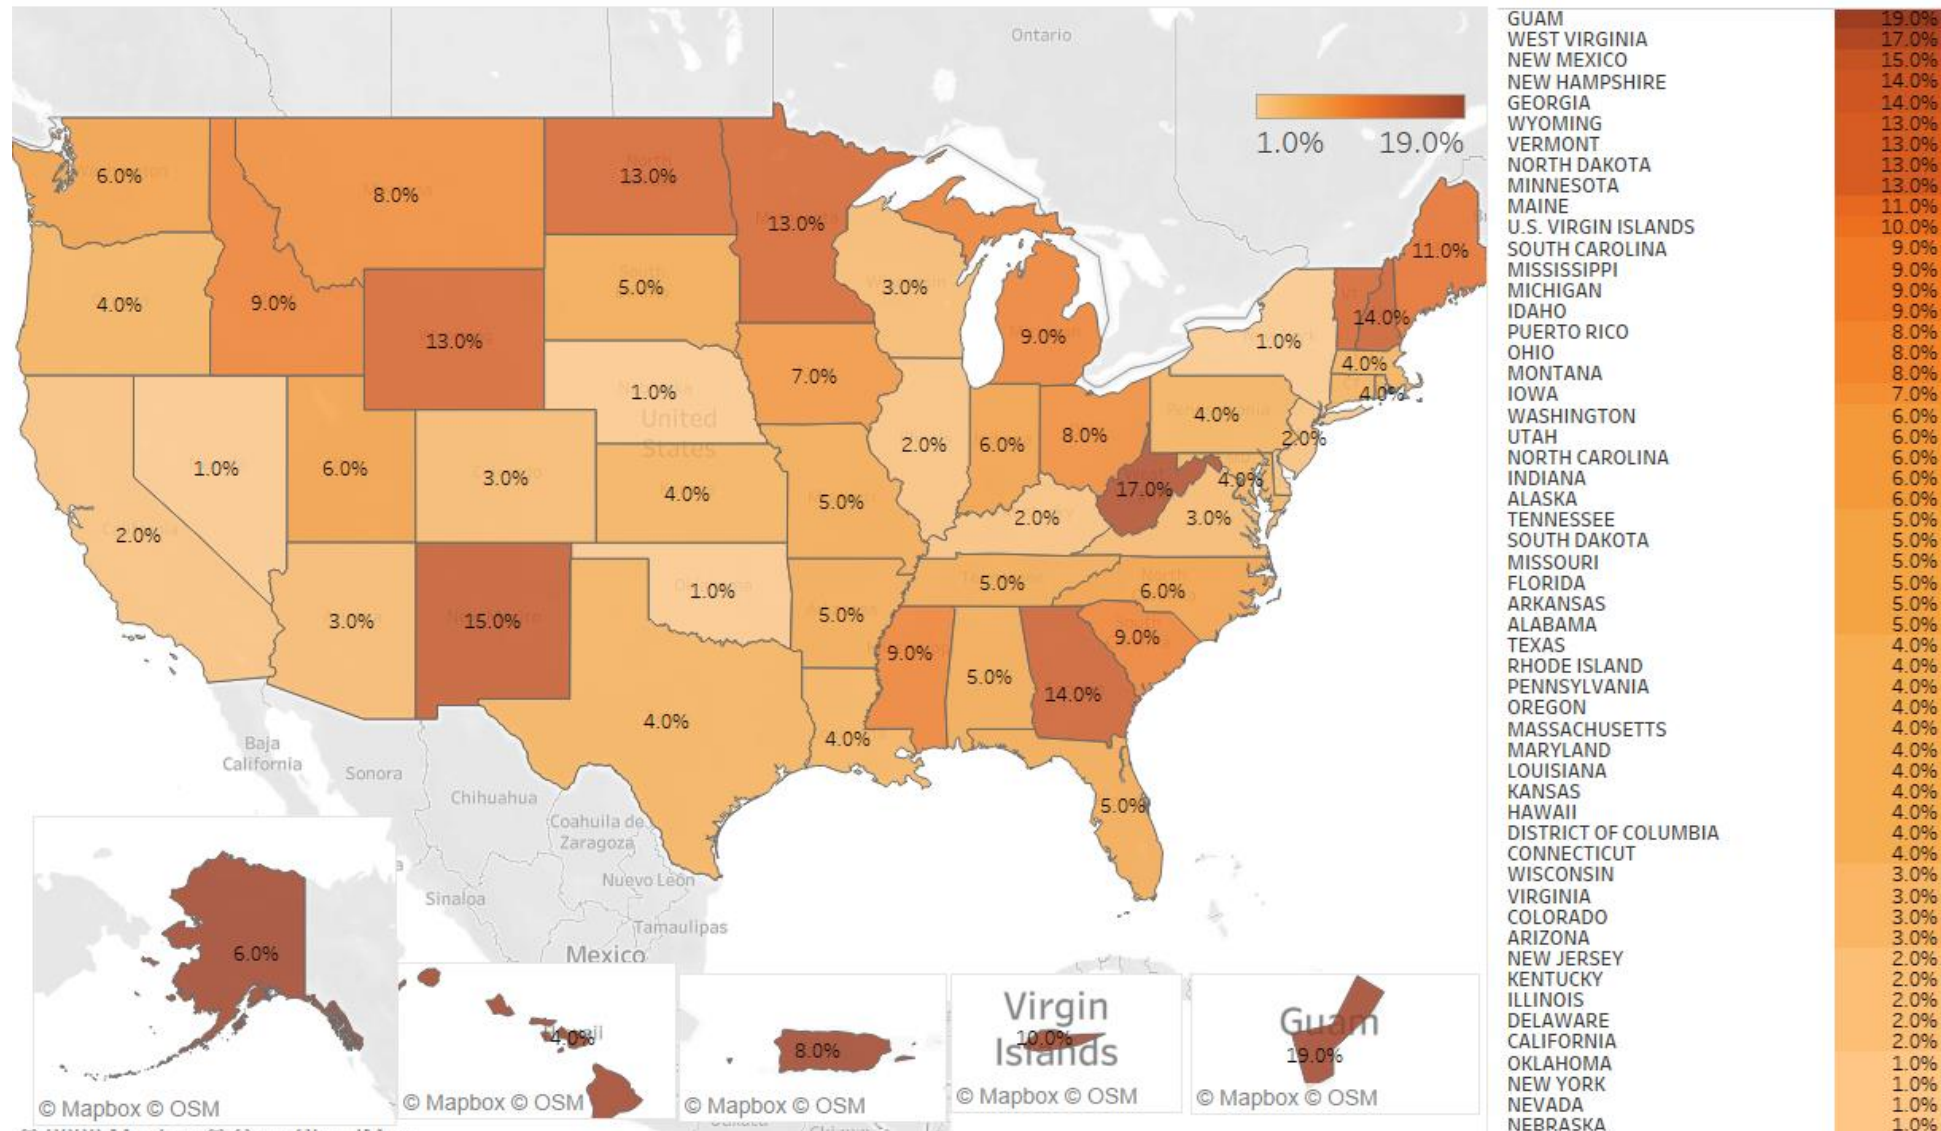 Ontario
1.0% 19.0%
6.0%
8.0%
North
13.0%
13.0%
11.0%
4.0%
9.0%
13.0%
South
5.0%
3.0%
9.0%
1.0%
14.0%
4.0%
4.0%
1.0%
United
States
7.0%
4.0%
2.0%
1.0%
6.0%
3.0%
4.0%
5.0%
2.0%
6.0%
8.0%
17.0%
4.0%
2.0%
3.0%
2.0%
3.0%
15.0%
1.0%
5.0%
5.0%
North
6.0%
South
9.0%
4.0%
4.0%
9.0%
5.0%
14.0%
5.0%
Baja
California
Sonora
Chihuahua
Coahuila de
Zaragoza
Nuevo León
Sinaloa
Tamaulipas
Mexico
6.0%
© Mapbox © OSM
4.0%
© Mapbox © OSM
8.0%
© Mapbox © OSM
Virgin
Islands
10.0%
© Mapbox © OSM
Guam
19.0%
© Mapbox © OSM
GUAM 19.0%
WEST VIRGINIA 17.0%
NEW MEXICO 15.0%
NEW HAMPSHIRE 14.0%
GEORGIA 14.0%
WYOMING 13.0%
VERMONT 13.0%
NORTH DAKOTA 13.0%
MINNESOTA 13.0%
MAINE 11.0%
U.S. VIRGIN ISLANDS 10.0%
SOUTH CAROLINA 9.0%
MISSISSIPPI 9.0%
MICHIGAN 9.0%
IDAHO 9.0%
PUERTO RICO 8.0%
OHIO 8.0%
MONTANA 8.0%
IOWA 7.0%
WASHINGTON 6.0%
UTAH 6.0%
NORTH CAROLINA 6.0%
INDIANA 6.0%
ALASKA 6.0%
TENNESSEE 5.0%
SOUTH DAKOTA 5.0%
MISSOURI 5.0%
FLORIDA 5.0%
ARKANSAS 5.0%
ALABAMA 5.0%
TEXAS 4.0%
RHODE ISLAND 4.0%
PENNSYLVANIA 4.0%
OREGON 4.0%
MASSACHUSETTS 4.0%
MARYLAND 4.0%
LOUISIANA 4.0%
KANSAS 4.0%
HAWAII 4.0%
DISTRICT OF COLUMBIA 4.0%
CONNECTICUT 4.0%
WISCONSIN 3.0%
VIRGINIA 3.0%
COLORADO 3.0%
ARIZONA 3.0%
NEW JERSEY 2.0%
KENTUCKY 2.0%
ILLINOIS 2.0%
DELAWARE 2.0%
CALIFORNIA 2.0%
OKLAHOMA 1.0%
NEW YORK 1.0%
NEVADA 1.0%
NEBRASKA 1.0%